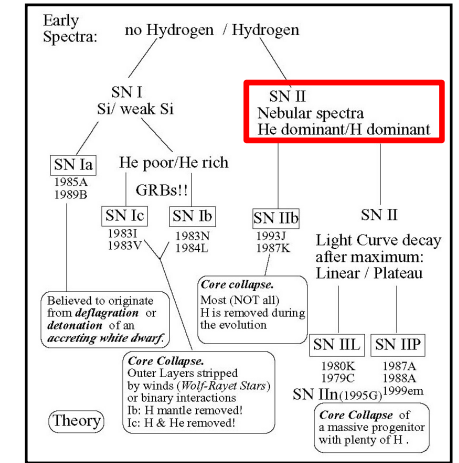 Early
Spectra:
no Hydrogen / Hydrogen
SN I
Si/ weak Si
SN II
Nebular spectra
He dominant/H dominant
SN Ia
1985A
1989B
He poor/He rich
GRBs!!
SN Ic
1983I
1983V
SN Ib
1983N
1984L
SN IIb
1993J
1987K
SN II
Light Curve decay
after maximum:
Linear / Plateau
Believed to originate
from deflagration or
detonation of an
accreting white dwarf.
Core collapse.
Most (NOT all)
H is removed during
the evolution
SN IIL
1980K
1979C
SN IIP
1987A
1988A
1999em
SN IIn(1995G)
Core Collapse.
Outer Layers stripped
by winds (Wolf-Rayet Stars)
or binary interactions
Ib: H mantle removed!
Ic: H & He removed!
Core Collapse of
a massive progenitor
with plenty of H .
Theory